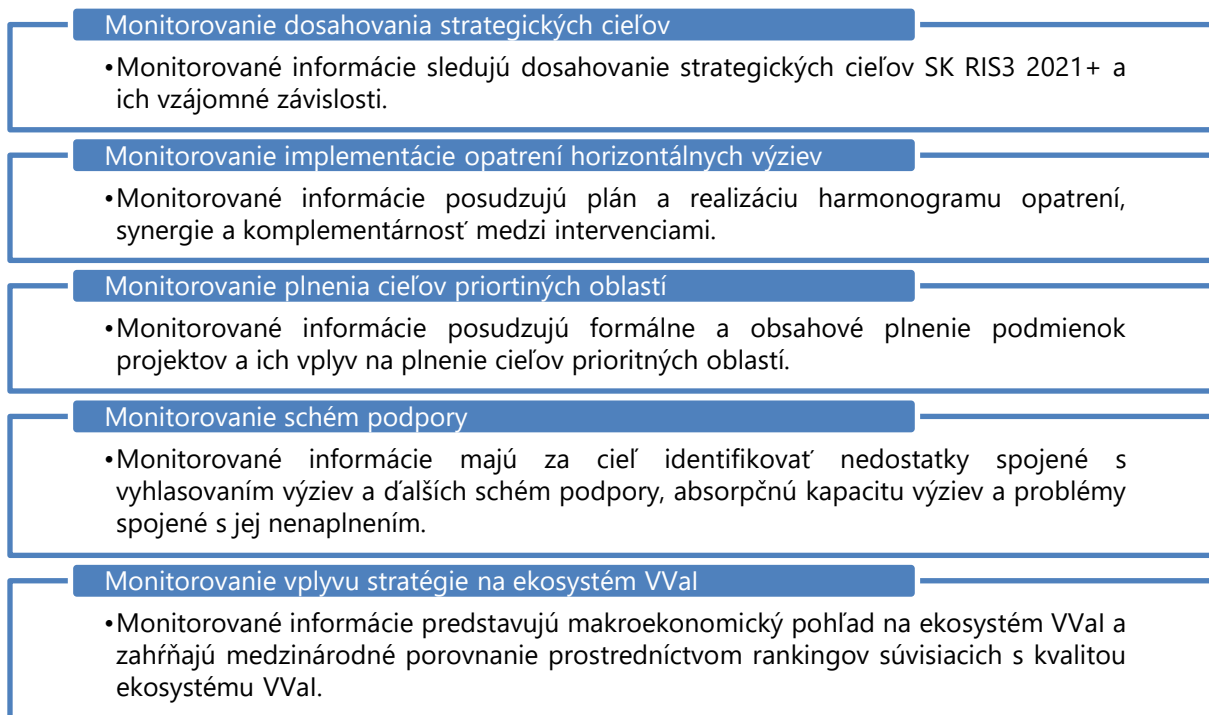 Monitorovanie dosahovania strategických cieľov
•Monitorované informácie sledujú dosahovanie strategických cieľov SK RIS3 2021+ a
ich vzájomné závislosti.
Monitorovanie implementácie opatrení horizontálnych výziev
•Monitorované informácie posudzujú plán a realizáciu harmonogramu opatrení,
synergie a komplementárnosť medzi intervenciami.
Monitorovanie plnenia cieľov priortiných oblastí
•Monitorované informácie posudzujú formálne a obsahové plnenie podmienok
projektov a ich vplyv na plnenie cieľov prioritných oblastí.
Monitorovanie schém podpory
•Monitorované informácie majú za cieľ identifikovať nedostatky spojené s
vyhlasovaním výziev a ďalších schém podpory, absorpčnú kapacitu výziev a problémy
spojené s jej nenaplnením.
Monitorovanie vplyvu stratégie na ekosystém VVaI
•Monitorované informácie predstavujú makroekonomický pohľad na ekosystém VVaI a
zahŕňajú medzinárodné porovnanie prostredníctvom rankingov súvisiacich s kvalitou
ekosystému VVaI.